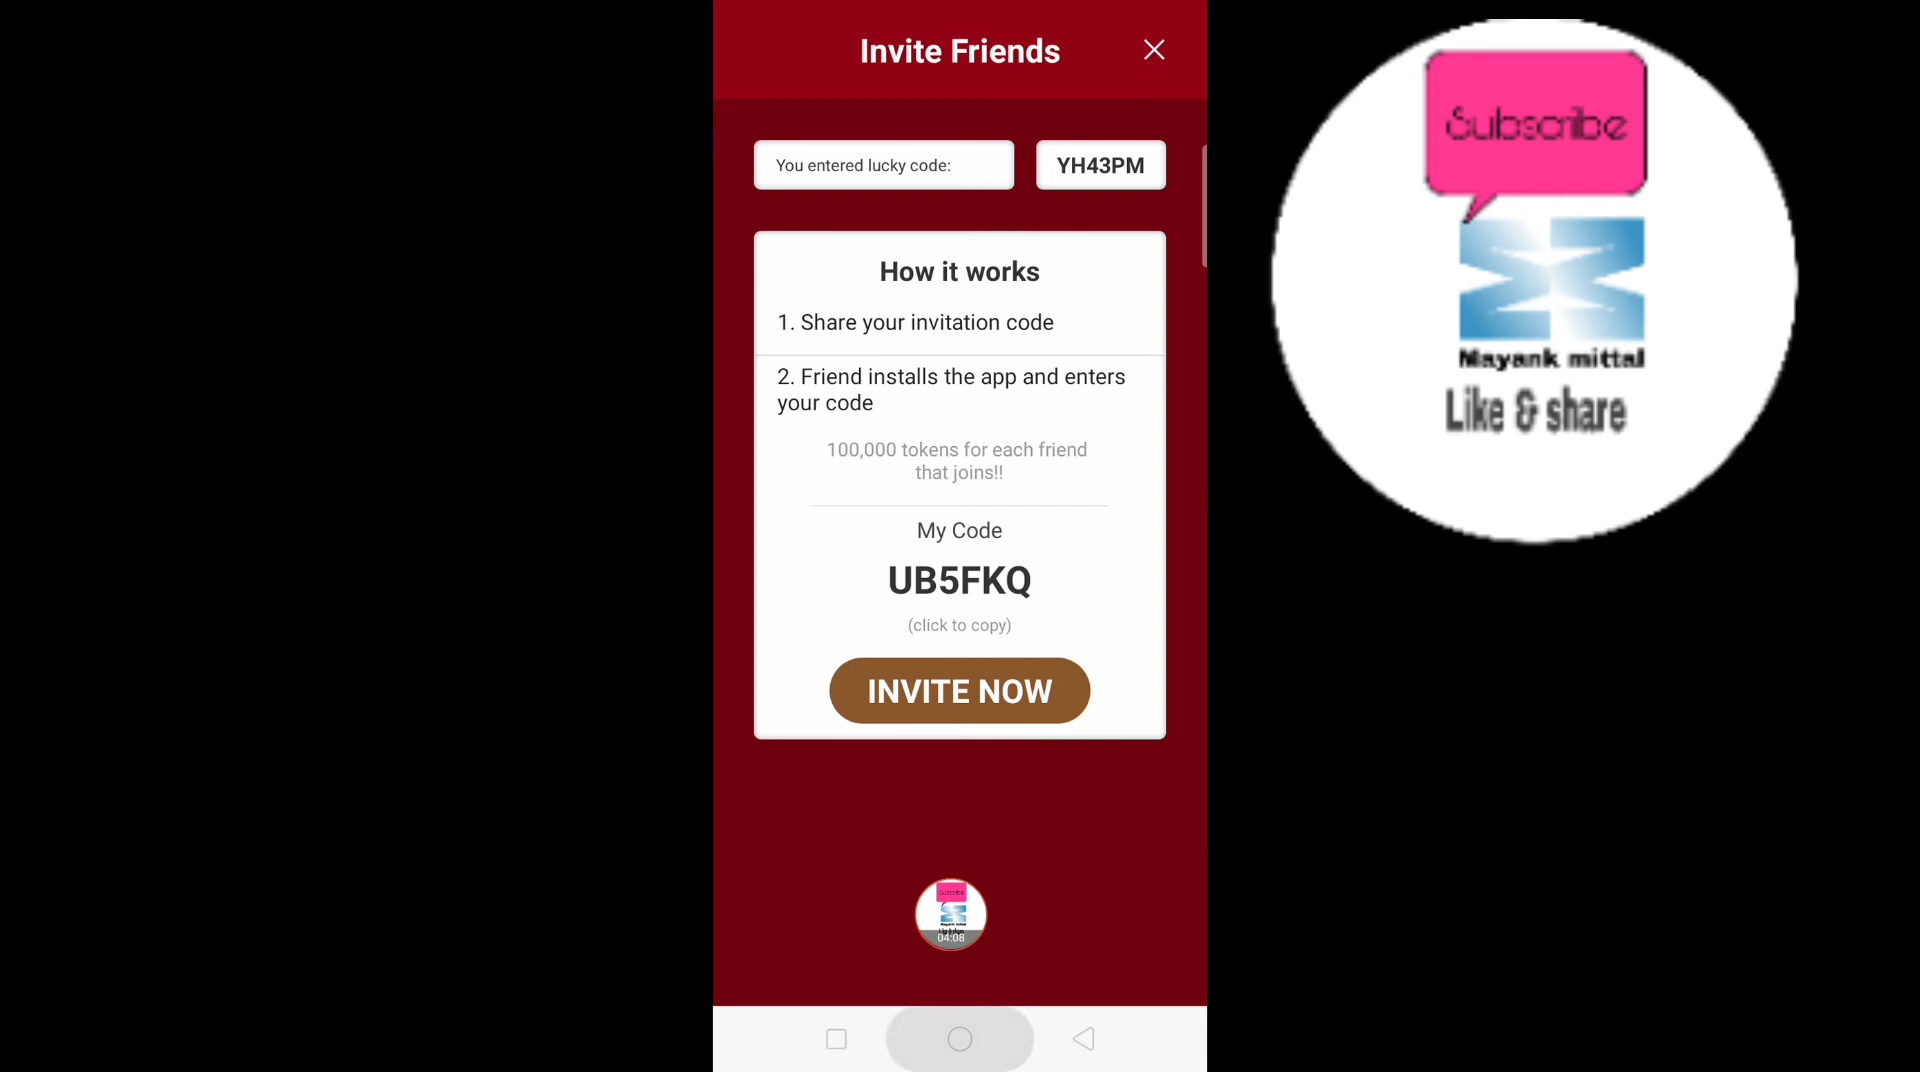 Invite Friends
You entered lucky code:
YH43PM
How it works
1. Share your invitation code
2. Friend installs the app and enters
your code
100,000 tokens for each friend
that joins!!
My Code
UB5FKQ
(click to copy)
INVITE NOW
04:08
Subscribe
Mayank mittal
Like & share